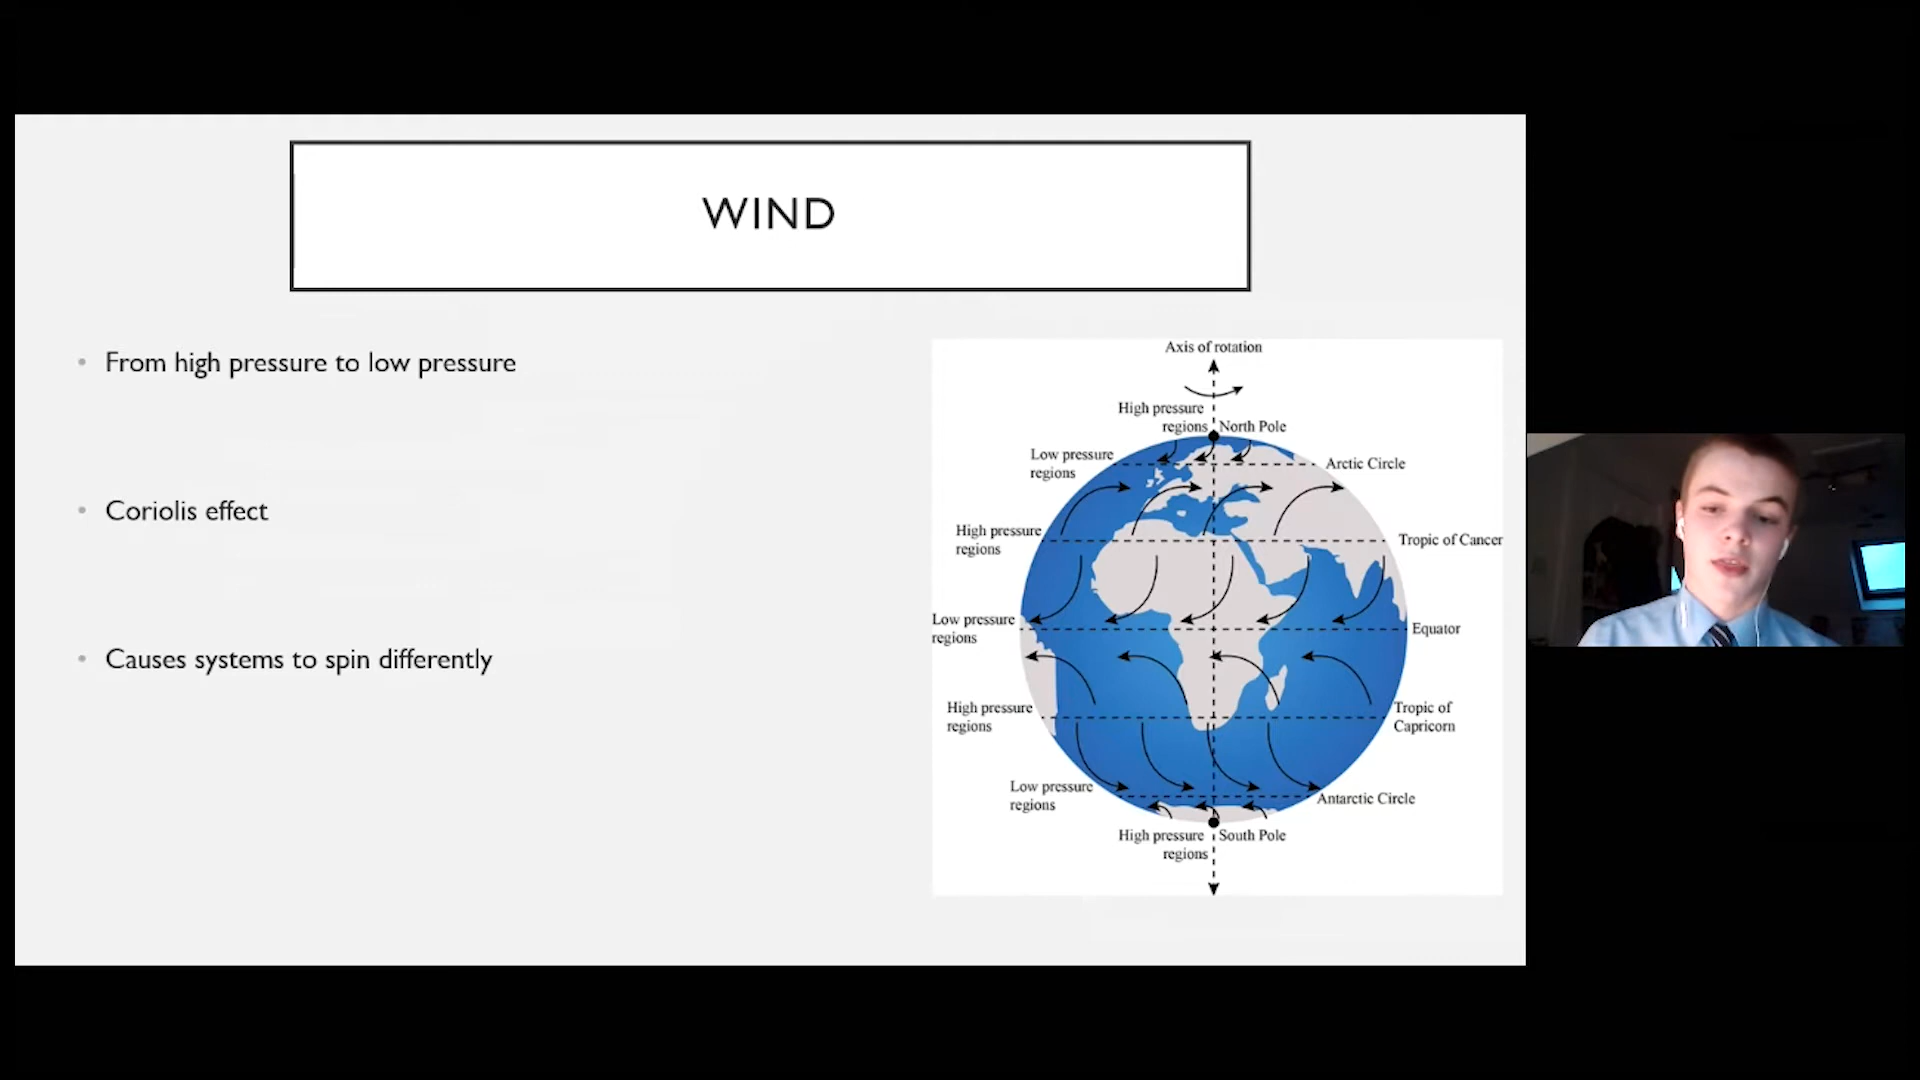 WIND
From high pressure to low pressure
Coriolis effect
Causes systems to spin differently
Axis of rotation
High pressure
regions
North Pole
Low pressure
regions
Arctic Circle
High pressure
regions
Tropic of Cancer
Low pressure
regions
Equator
High pressure
regions
Tropic of
Capricorn
Low pressure
regions
Antarctic Circle
High pressure
regions
South Pole